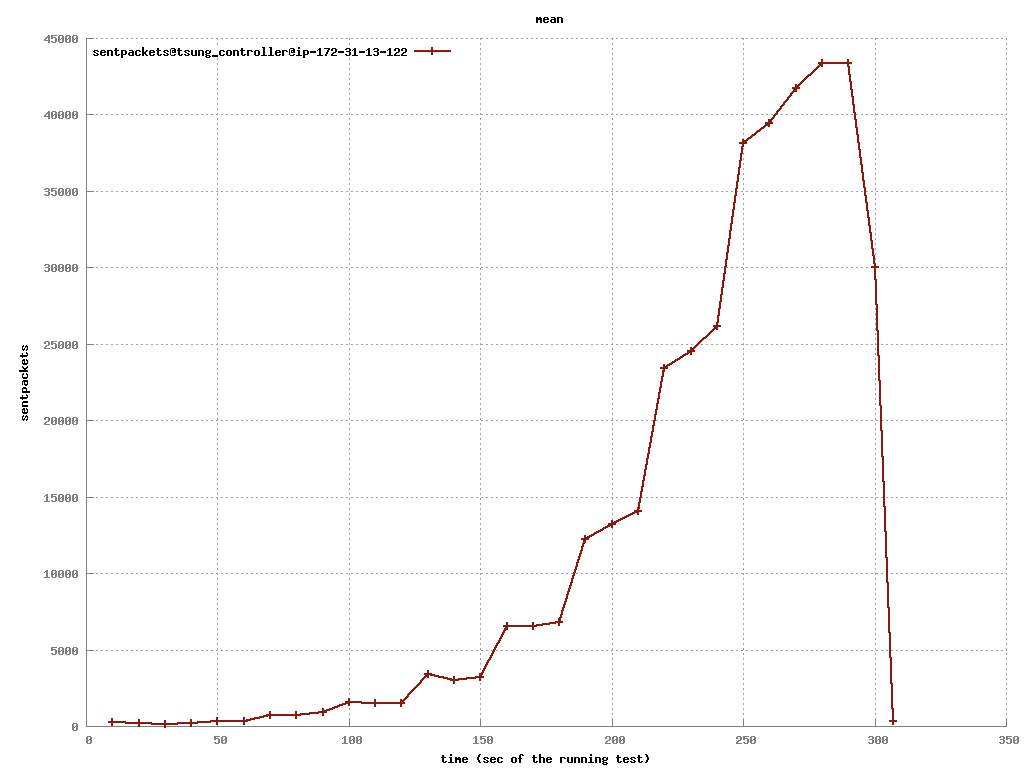 mean
sentpackets@tsung_controller@ip-172-31-13-122
45000
40000
35000
30000
25000
20000
15000
10000
5000
0
sentpackets
0 50 100 150 200 250 300 350
time (sec of the running test)